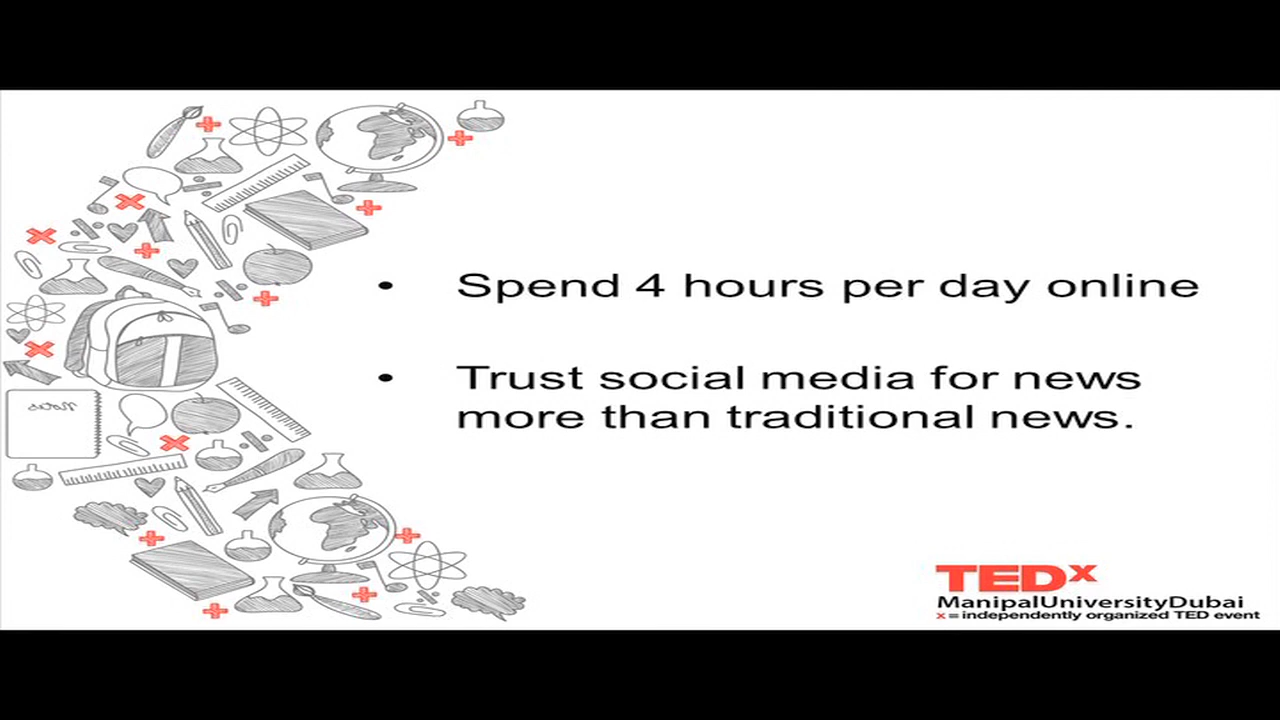 • Spend 4 hours per day online
• Trust social media for news
more than traditional news.
Notes
TEDx
ManipalUniversityDubai
x = independently organized TED event